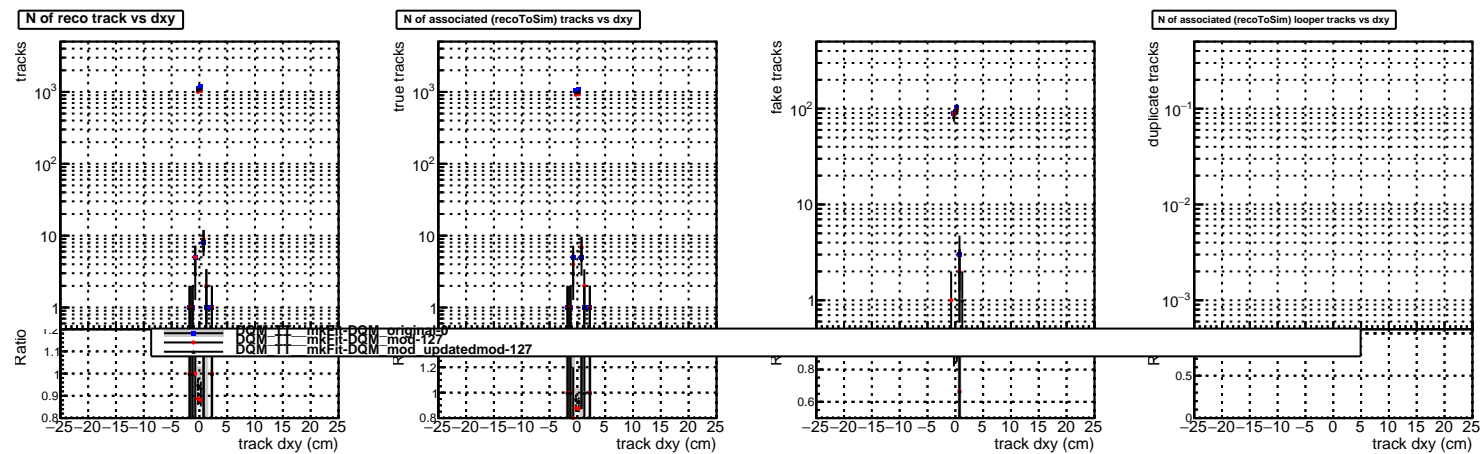 N of reco track vs dxy
tracks
10³
10²
10
1
Ratio
1.2
1.1
1
0.9
0.8
−25−20−15−10 −5 0 5 10 15 20 25
track dxy (cm)
N of associated (recoToSim) tracks vs dxy
true tracks
10³
10²
10
1
1.2
1
0.8
−25−20−15−10 −5 0 5 10 15 20 25
track dxy (cm)
fake tracks
10²
10
1
0.8
0.6
−25−20−15−10 −5 0 5 10 15 20 25
track dxy (cm)
N of associated (recoToSim) looper tracks vs dxy
duplicate tracks
10⁻¹
10⁻²
10⁻³
0.5
0
−25−20−15−10 −5 0 5 10 15 20 25
track dxy (cm)
DQM_TT__mkFit-DQM_original-0
DQM_TT__mkFit-DQM_mod-127
DQM_TT__mkFit-DQM_mod_updatedmod-127